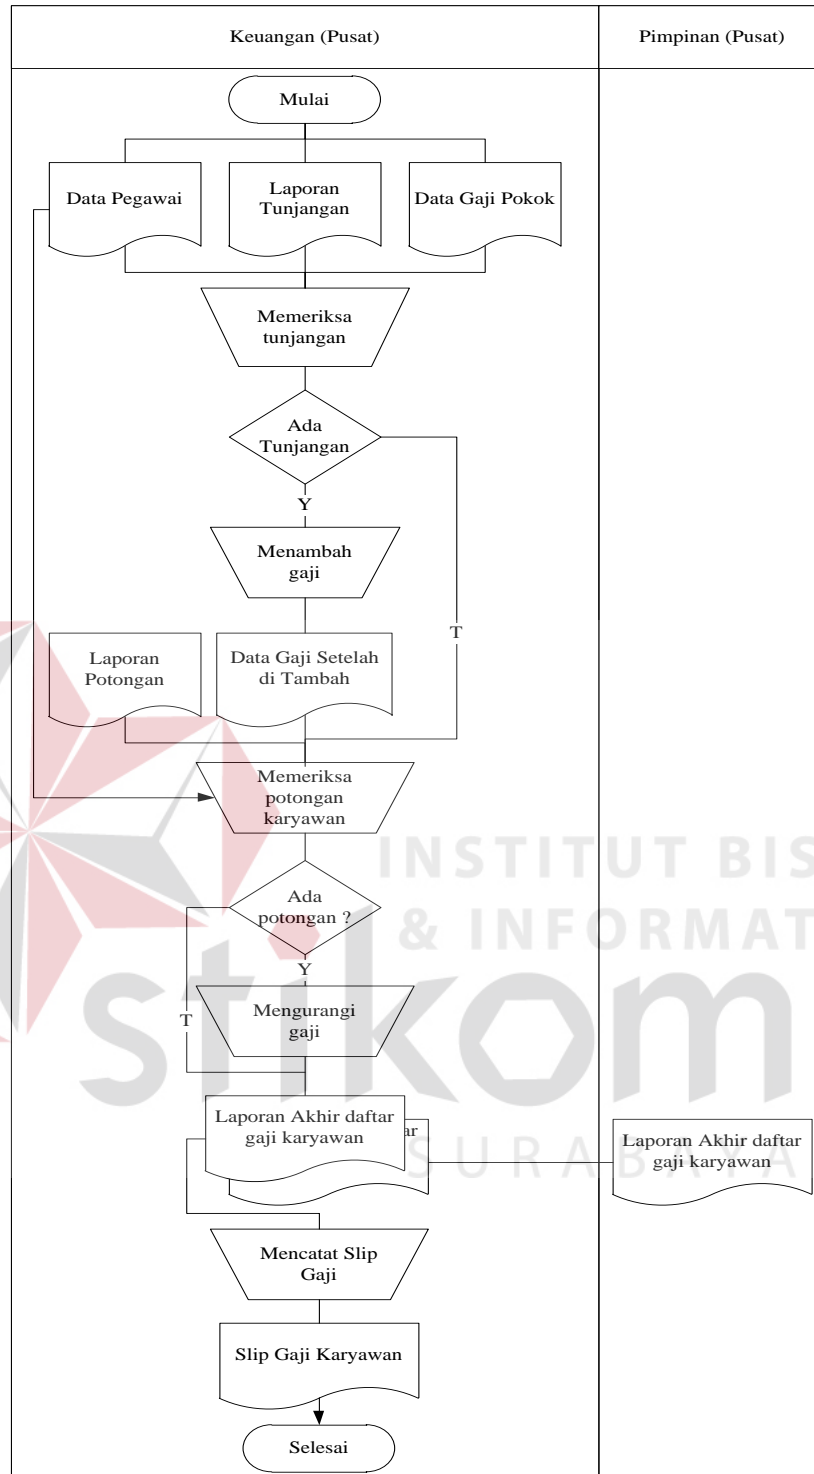 Keuangan (Pusat)
Pimpinan (Pusat)
Mulai
Data Pegawai
Laporan
Tunjangan
Data Gaji Pokok
Memeriksa
tunjangan
Ada
Tunjangan
Y
Menambah
gaji
T
Laporan
Potongan
Data Gaji Setelah
di Tambah
Memeriksa
potongan
karyawan
Ada
potongan ?
Y
Mengurangi
gaji
T
Laporan Akhir daftar
gaji karyawan
ar
Laporan Akhir daftar
gaji karyawan
Mencatat Slip
Gaji
Slip Gaji Karyawan
Selesai
INSTITUT BIS
& INFORMAT
stikom
SURABAYA